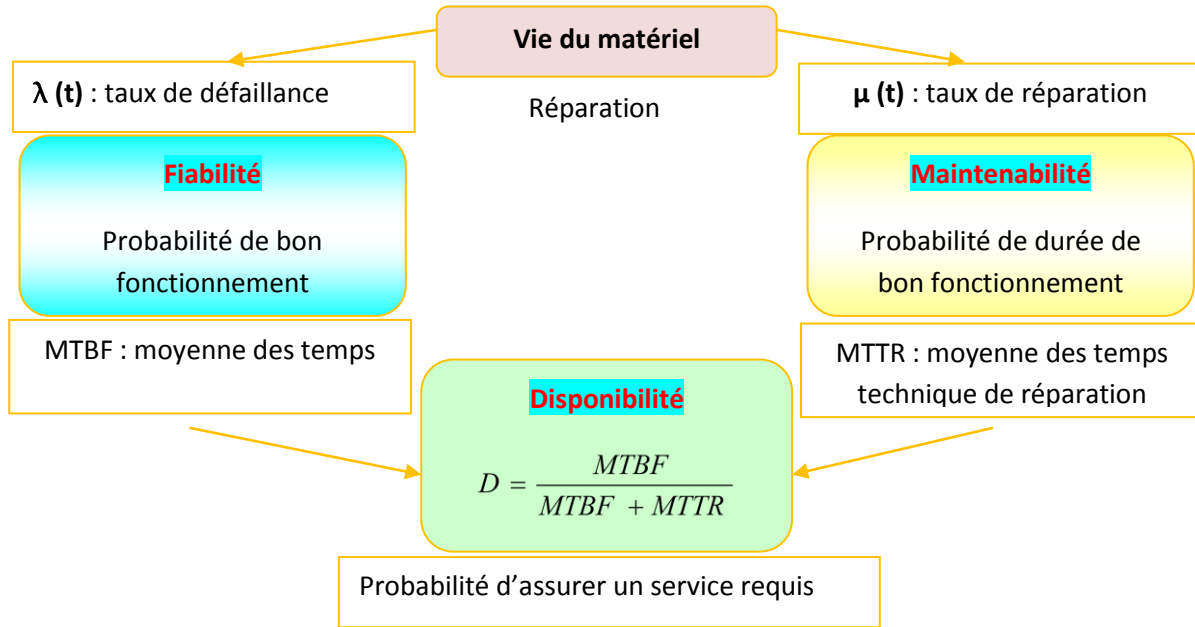 Vie du matériel
λ (t) : taux de défaillance
Réparation
µ (t) : taux de réparation
Fiabilité
Probabilité de bon
fonctionnement
Maintenabilité
Probabilité de durée de
bon fonctionnement
MTBF : moyenne des temps
MTTR : moyenne des temps
technique de réparation
Disponibilité
D = MTBF / MTBF + MTTR
Probabilité d’assurer un service requis